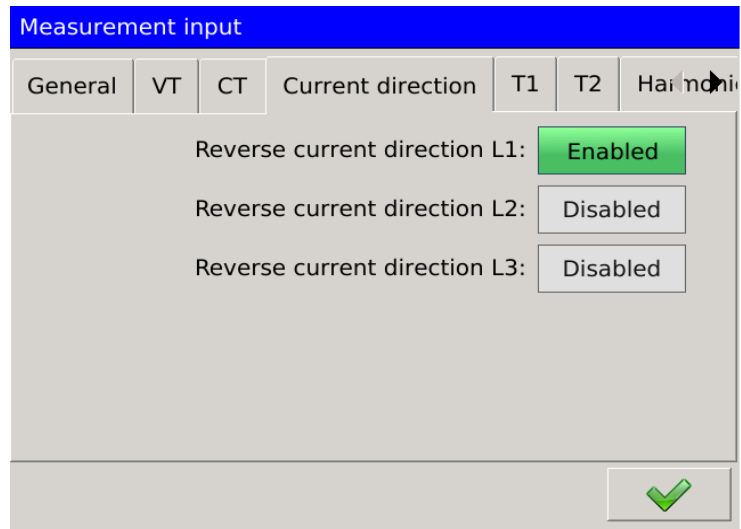 Measurement input
General VT CT Current direction T1 T2 Harmoni
Reverse current direction L1: Enabled
Reverse current direction L2: Disabled
Reverse current direction L3: Disabled